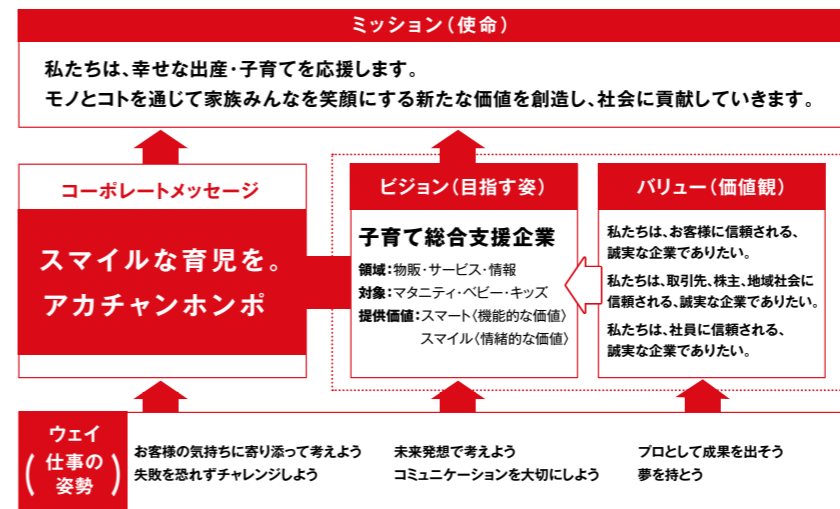 ミッション（使命）
私たちは、幸せな出産・子育てを応援します。
モノとコトを通じて家族みんなを笑顔にする新たな価値を創造し、社会に貢献していきます。
コーポレートメッセージ
スマイルな育児を。
アカチャンホンポ
ビジョン（目指す姿）
子育て総合支援企業
領域：物販・サービス・情報
対象：マタニティ・ベビー・キッズ
提供価値：スマート〈機能的な価値〉
スマイル〈情緒的な価値〉
バリュー（価値観）
私たちは、お客様に信頼される、
誠実な企業でありたい。
私たちは、取引先、株主、地域社会に
信頼される、誠実な企業でありたい。
私たちは、社員に信頼される、
誠実な企業でありたい。
ウェイ
（仕事の
姿勢）
お客様の気持ちに寄り添って考えよう
失敗を恐れずチャレンジしよう
未来発想で考えよう
コミュニケーションを大切にしよう
プロとして成果を出そう
夢を持とう